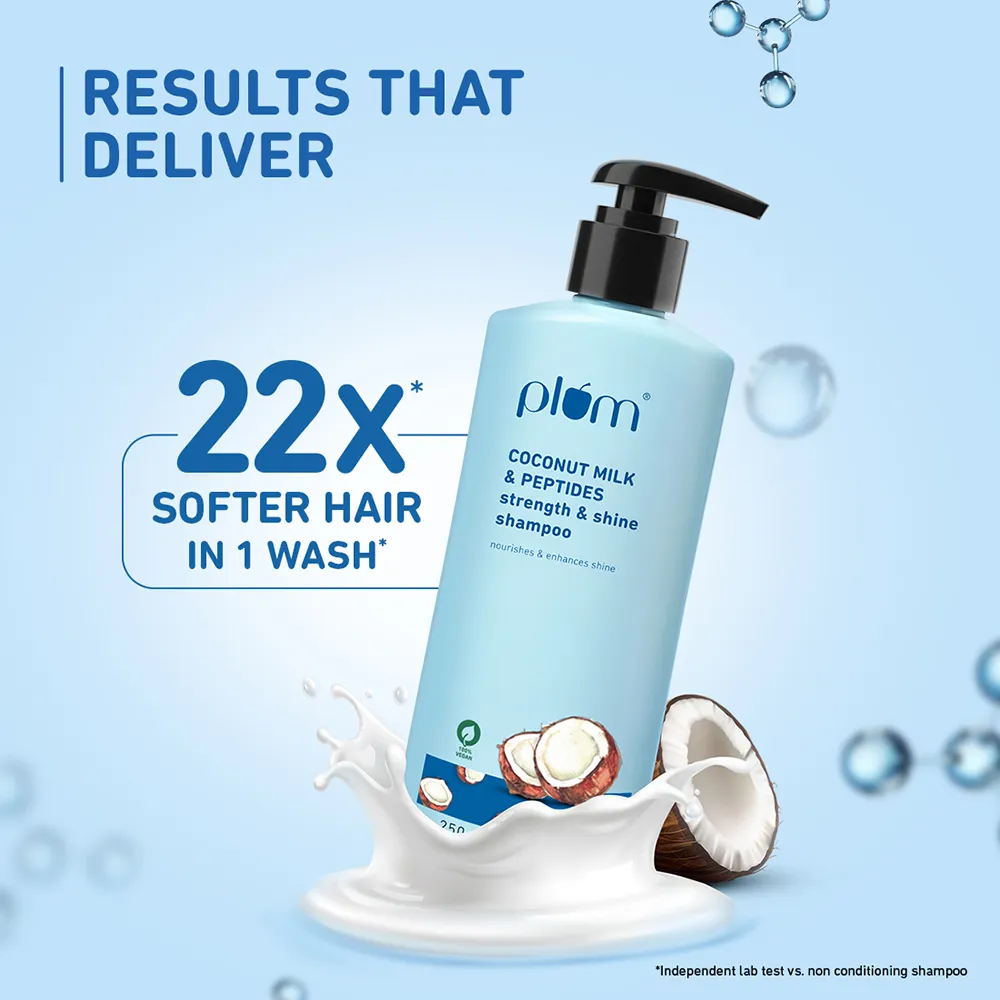 RESULTS THAT
DELIVER
22x*
SOFTER HAIR
IN 1 WASH*
plum®
COCONUT MILK
& PEPTIDES
strength & shine
shampoo
nourishes & enhances shine
100%
VEGAN
250
*Independent lab test vs. non conditioning shampoo